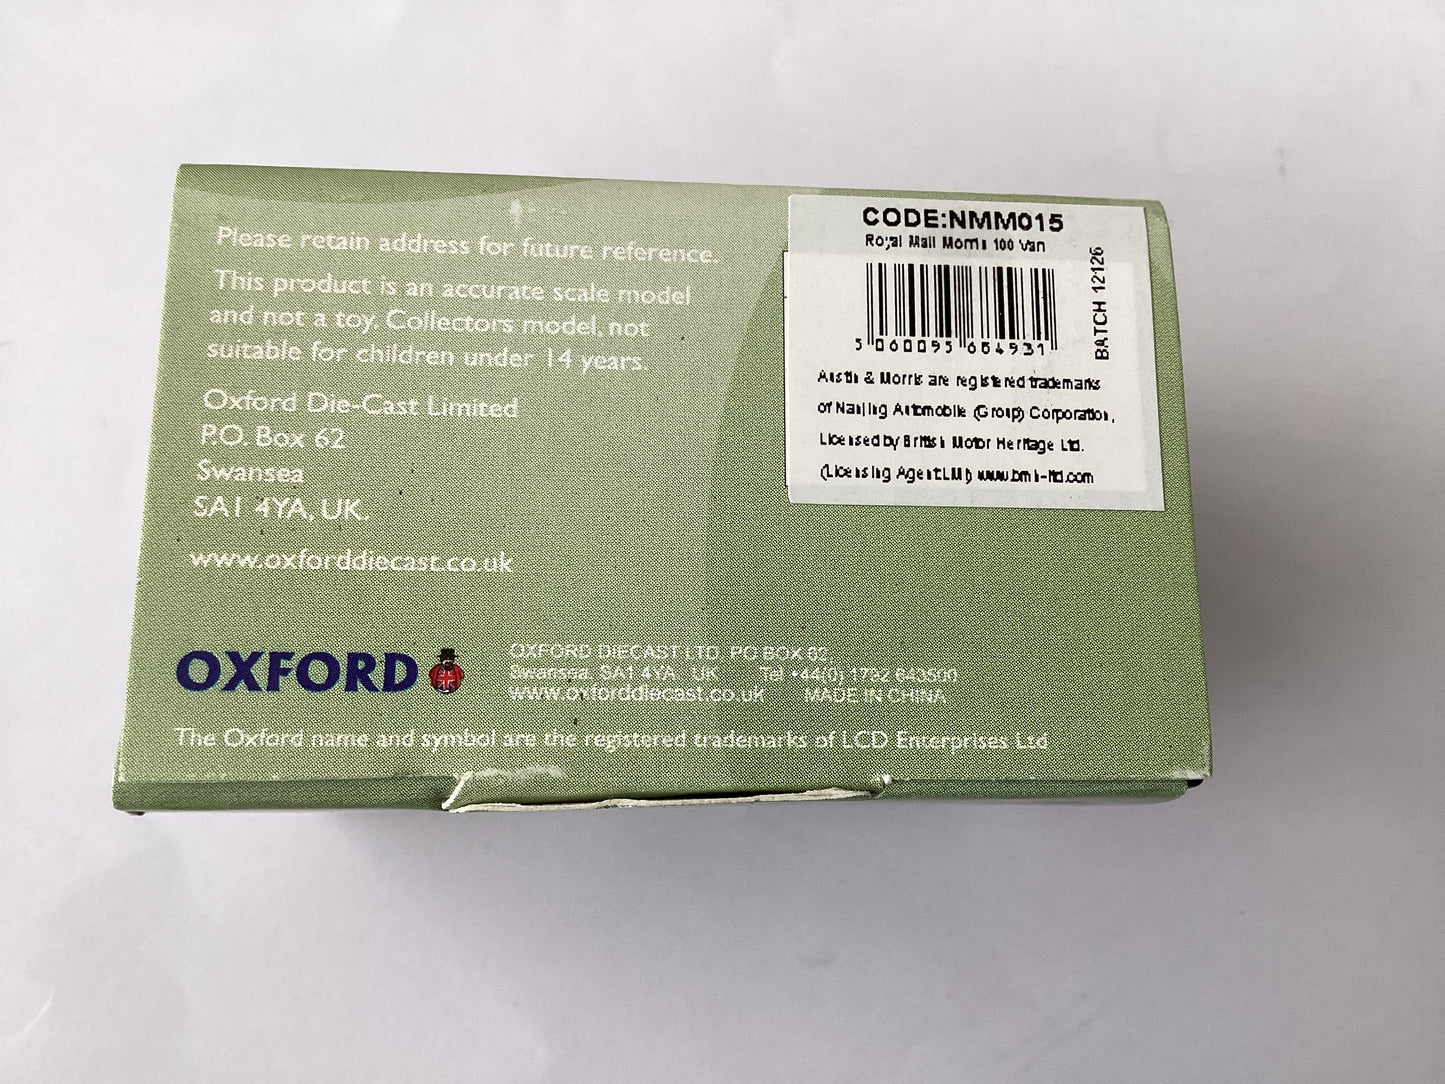 Please retain address for future reference.
This product is an accurate scale model
and not a toy. Collectors model, not
suitable for children under 14 years.
Oxford Die-Cast Limited
P.O. Box 62
Swansea
SA1 4YA, UK.
www.oxforddiecast.co.uk
CODE:NMM015
Royal Mail Morris 100 Van
BATCH 12126
5 060095 654931
Austin & Morris are registered trademarks
of Nanjing Automobile (Group) Corporation,
Licensed by British Motor Heritage Ltd.
(Licensing Agent LMI) www.bmh-ltd.com
OXFORD
OXFORD DIECAST LTD. PO BOX 62,
Swansea. SA1 4YA UK Tel +44(0) 1792 643500
www.oxforddiecast.co.uk MADE IN CHINA
The Oxford name and symbol are the registered trademarks of LCD Enterprises Ltd